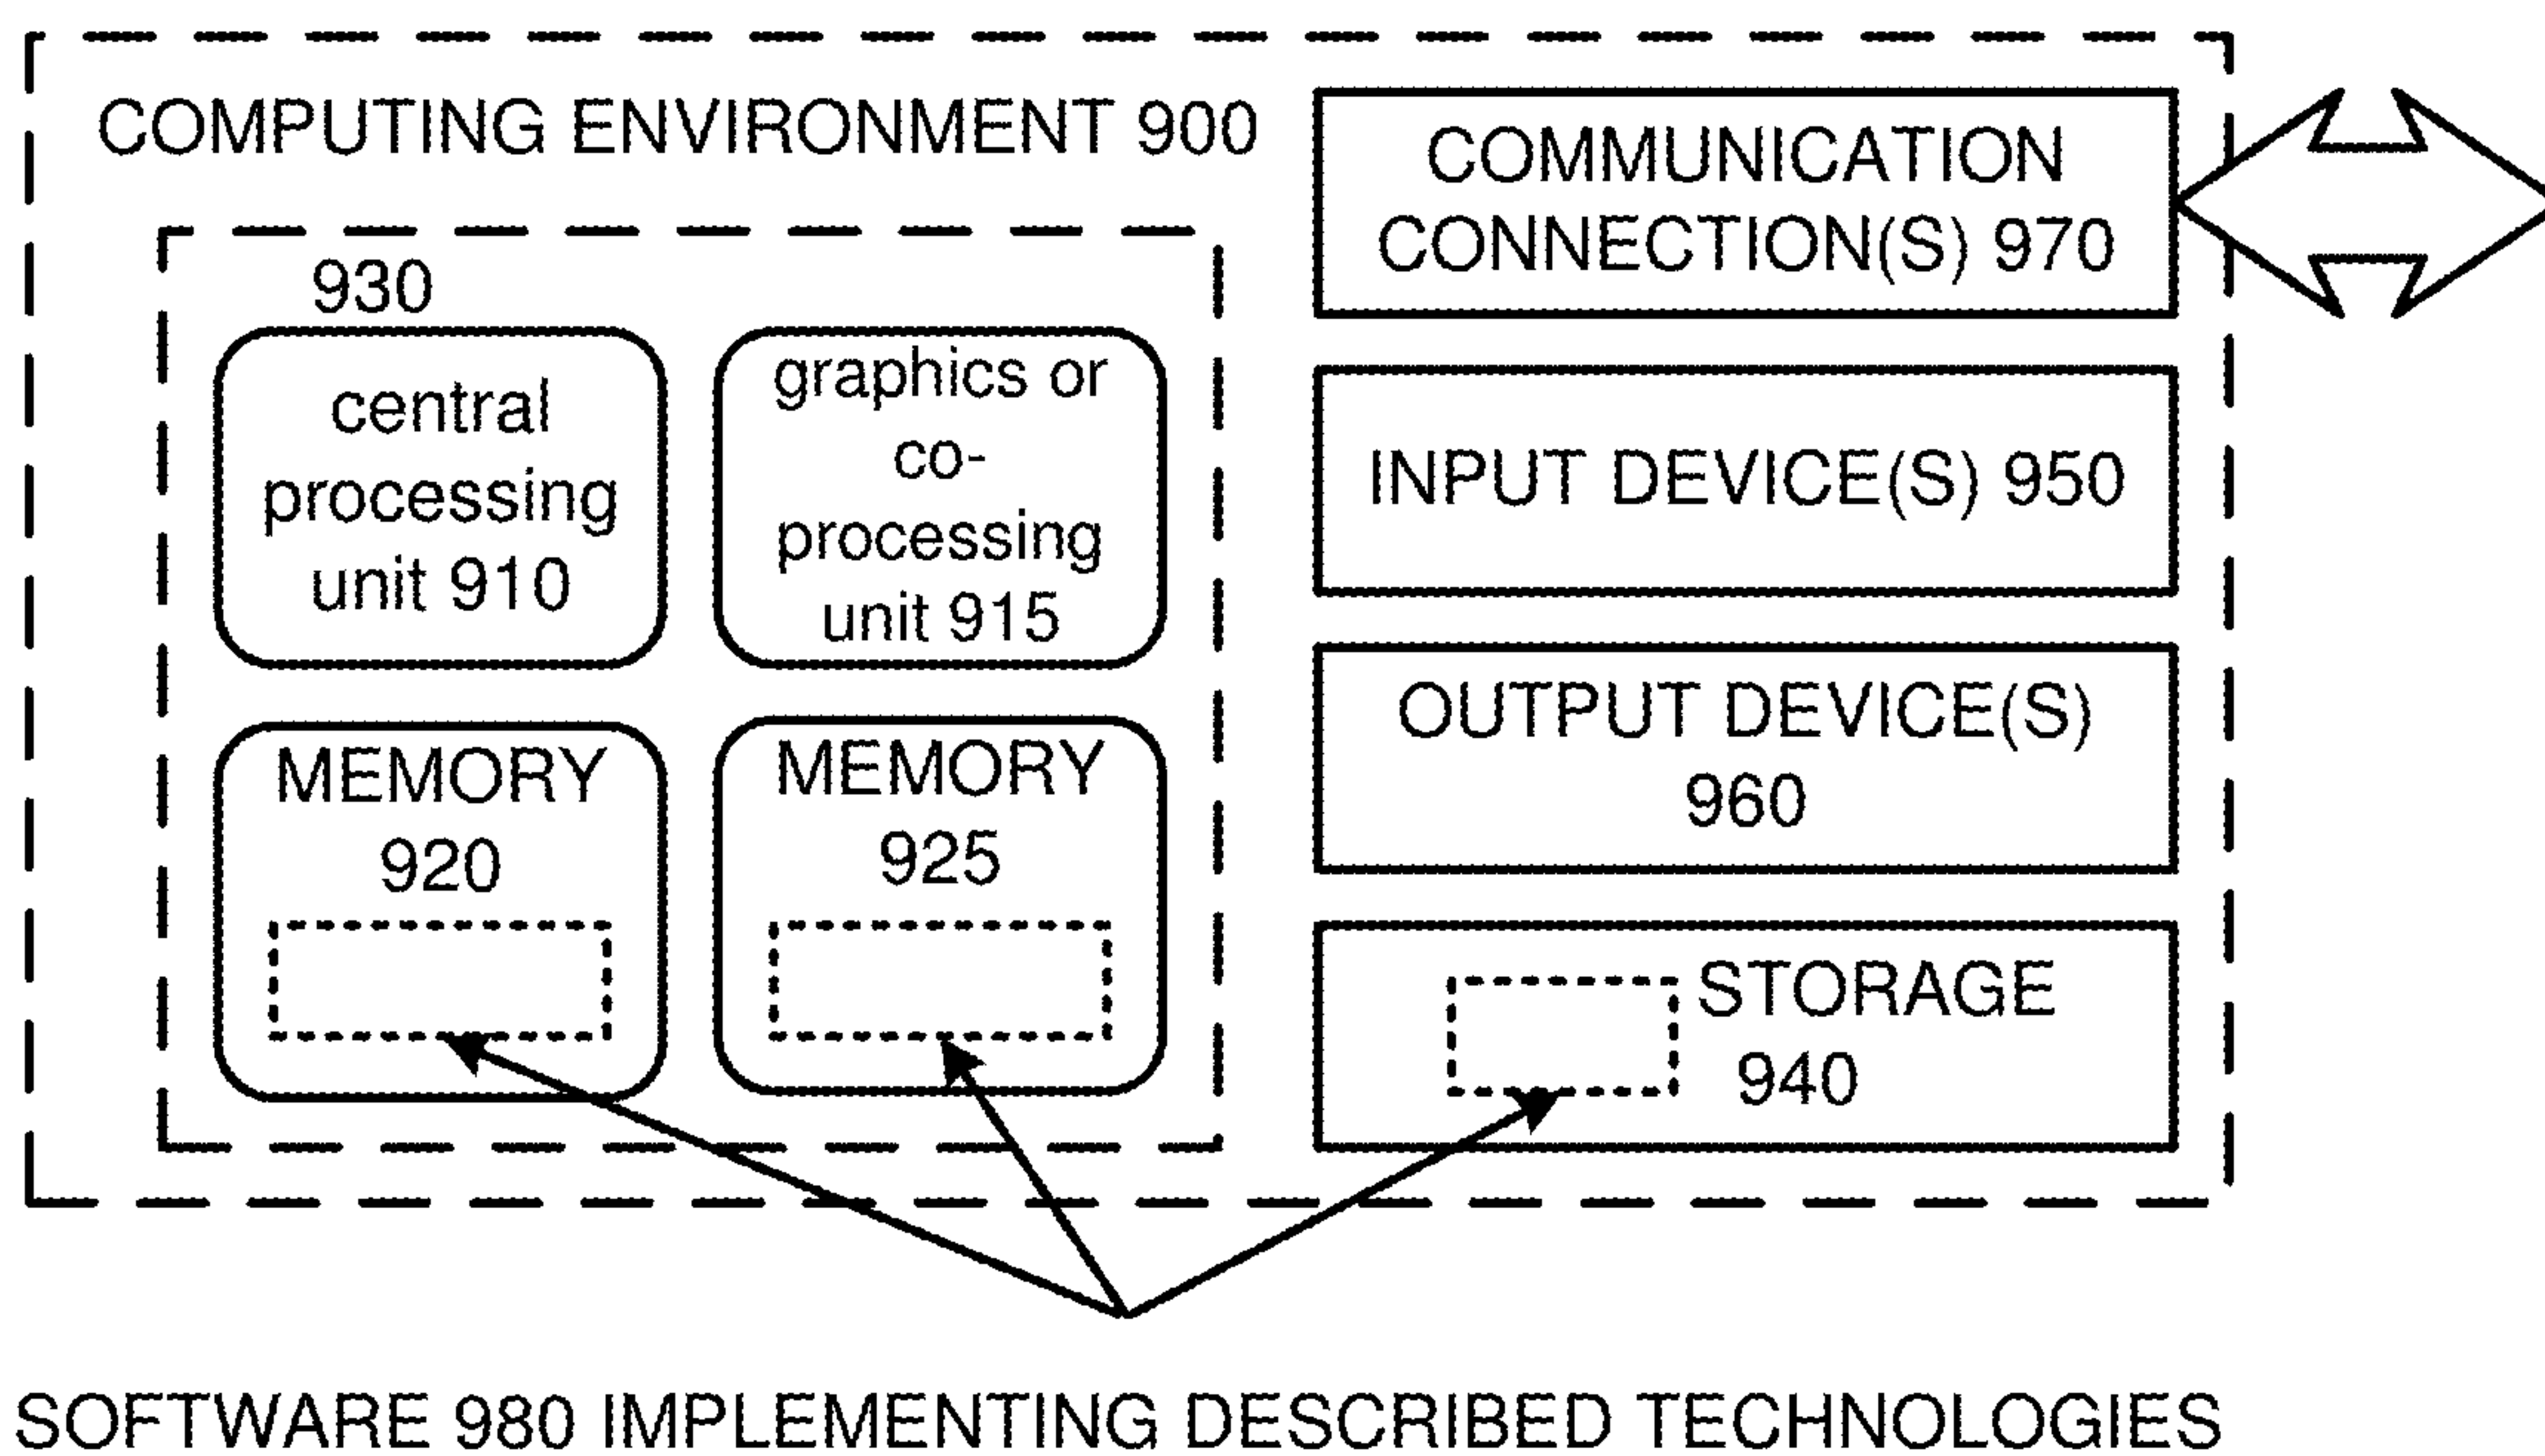 COMPUTING ENVIRONMENT 900
930
central
processing
unit 910
graphics or
co-
processing
unit 915
MEMORY
920
MEMORY
925
COMMUNICATION
CONNECTION(S) 970
INPUT DEVICE(S) 950
OUTPUT DEVICE(S)
960
STORAGE
940
SOFTWARE 980 IMPLEMENTING DESCRIBED TECHNOLOGIES